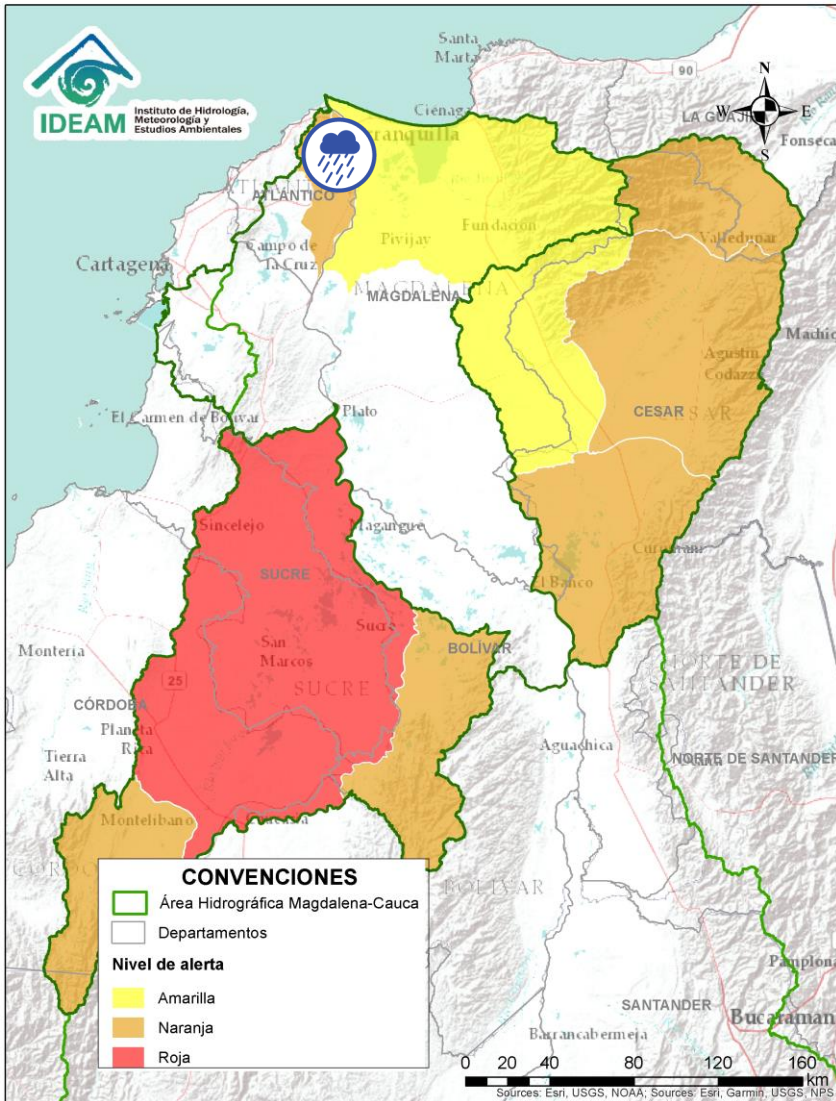 IDEAM
Instituto de Hidrología,
Meteorología y
Estudios Ambientales
Santa
Marta
90
N
W
E
S
Ciénaga
LA GUAJIR
Fonseca
ATLÁNTICO
Fundación
Valledupar
Pivijay
Campo de
la Cruz
Cartagena
MAGDALENA
MAGDALENA
Agustín
Codazzi
El Carmen de Bolívar
Plato
CESAR
Sincelejo
Magangué
SUCRE
El Banco
Sucre
San
Marcos
BOLÍVAR
Montería
SUCRE
25
CÓRDOBA
NORTE DE
SANTANDER
Planeta
Rica
Tierra
Alta
Aguachica
NORTE DE SANTANDER
Montelíbano
Caucasia
BOLÍVAR
CONVENCIONES
Área Hidrográfica Magdalena-Cauca
Departamentos
Nivel de alerta
Amarilla
Naranja
Roja
Pamplona
SANTANDER
Bucaraman
Barrancabermeja
0 20 40 80 120 160
km
Sources: Esri, USGS, NOAA; Sources: Esri, Garmin, USGS, NPS